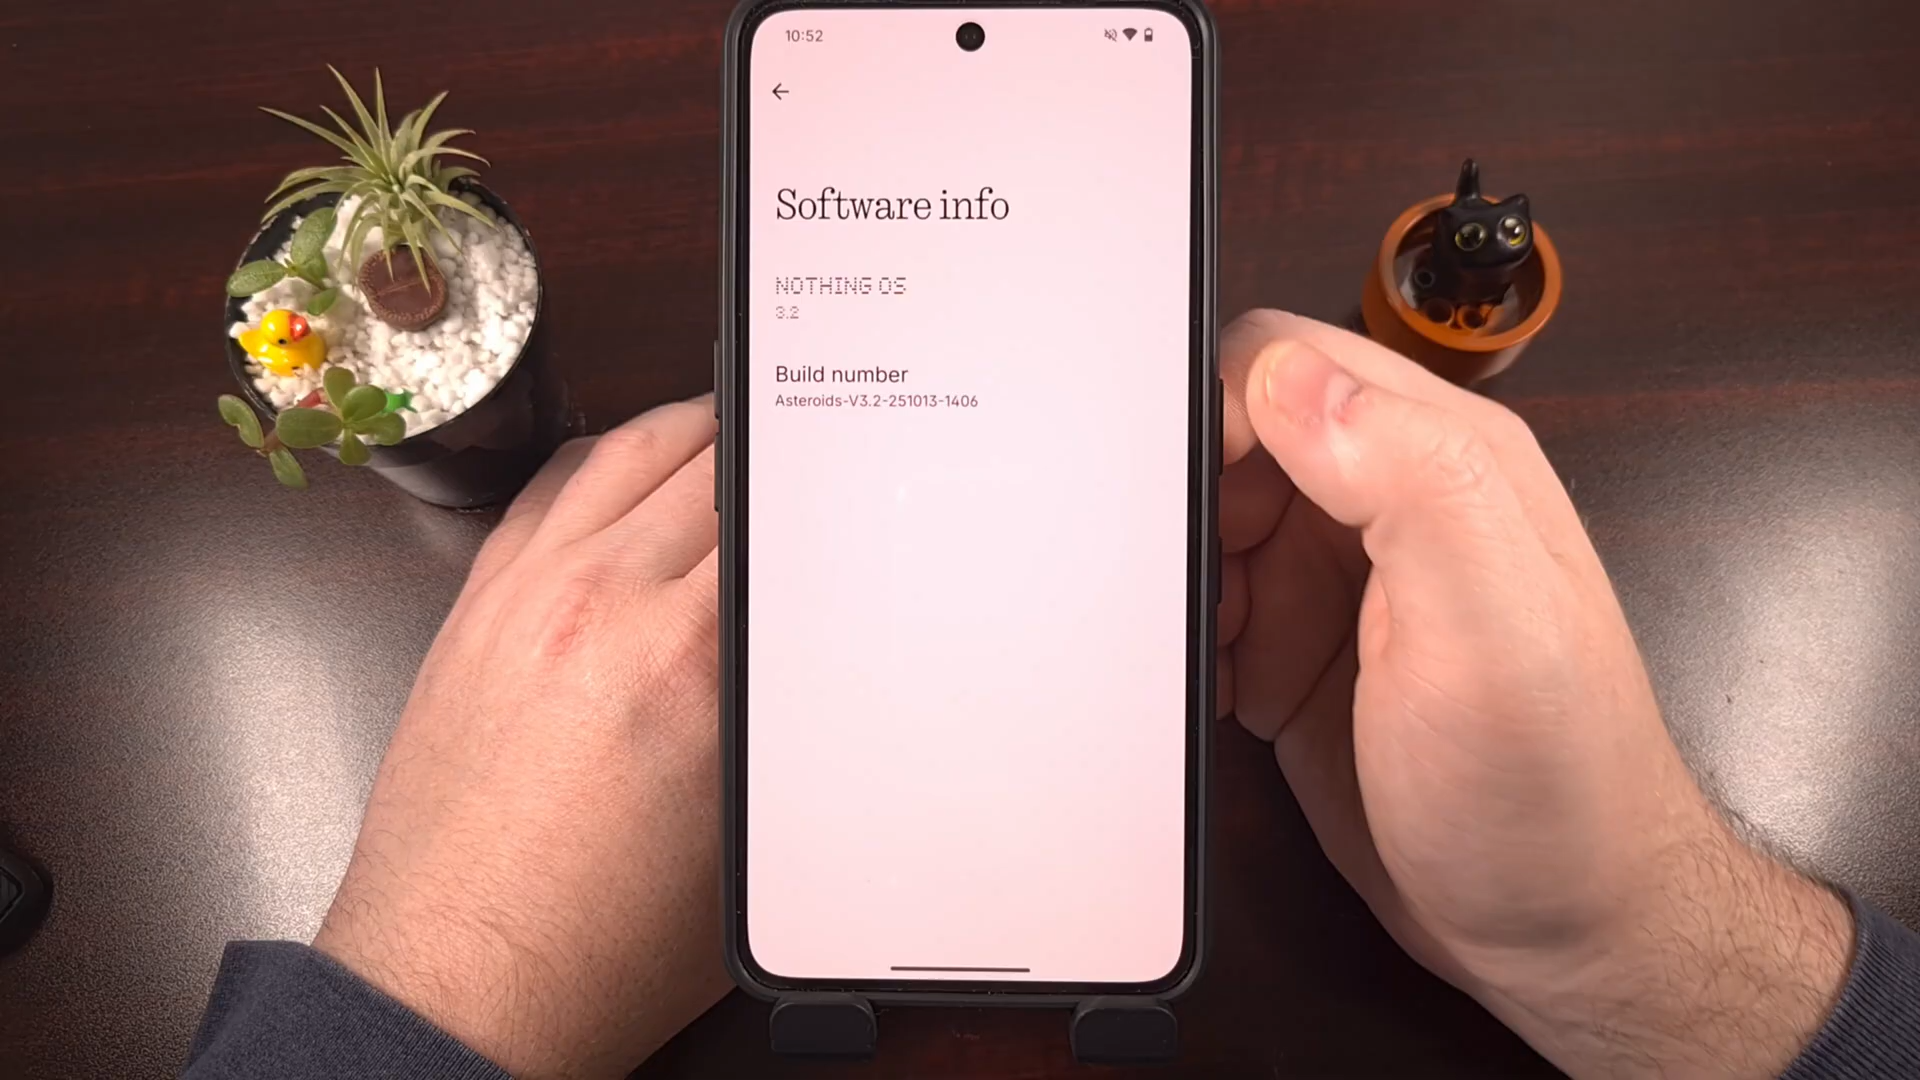 10:52
Software info
NOTHING OS
3.2
Build number
Asteroids-V3.2-251013-1406